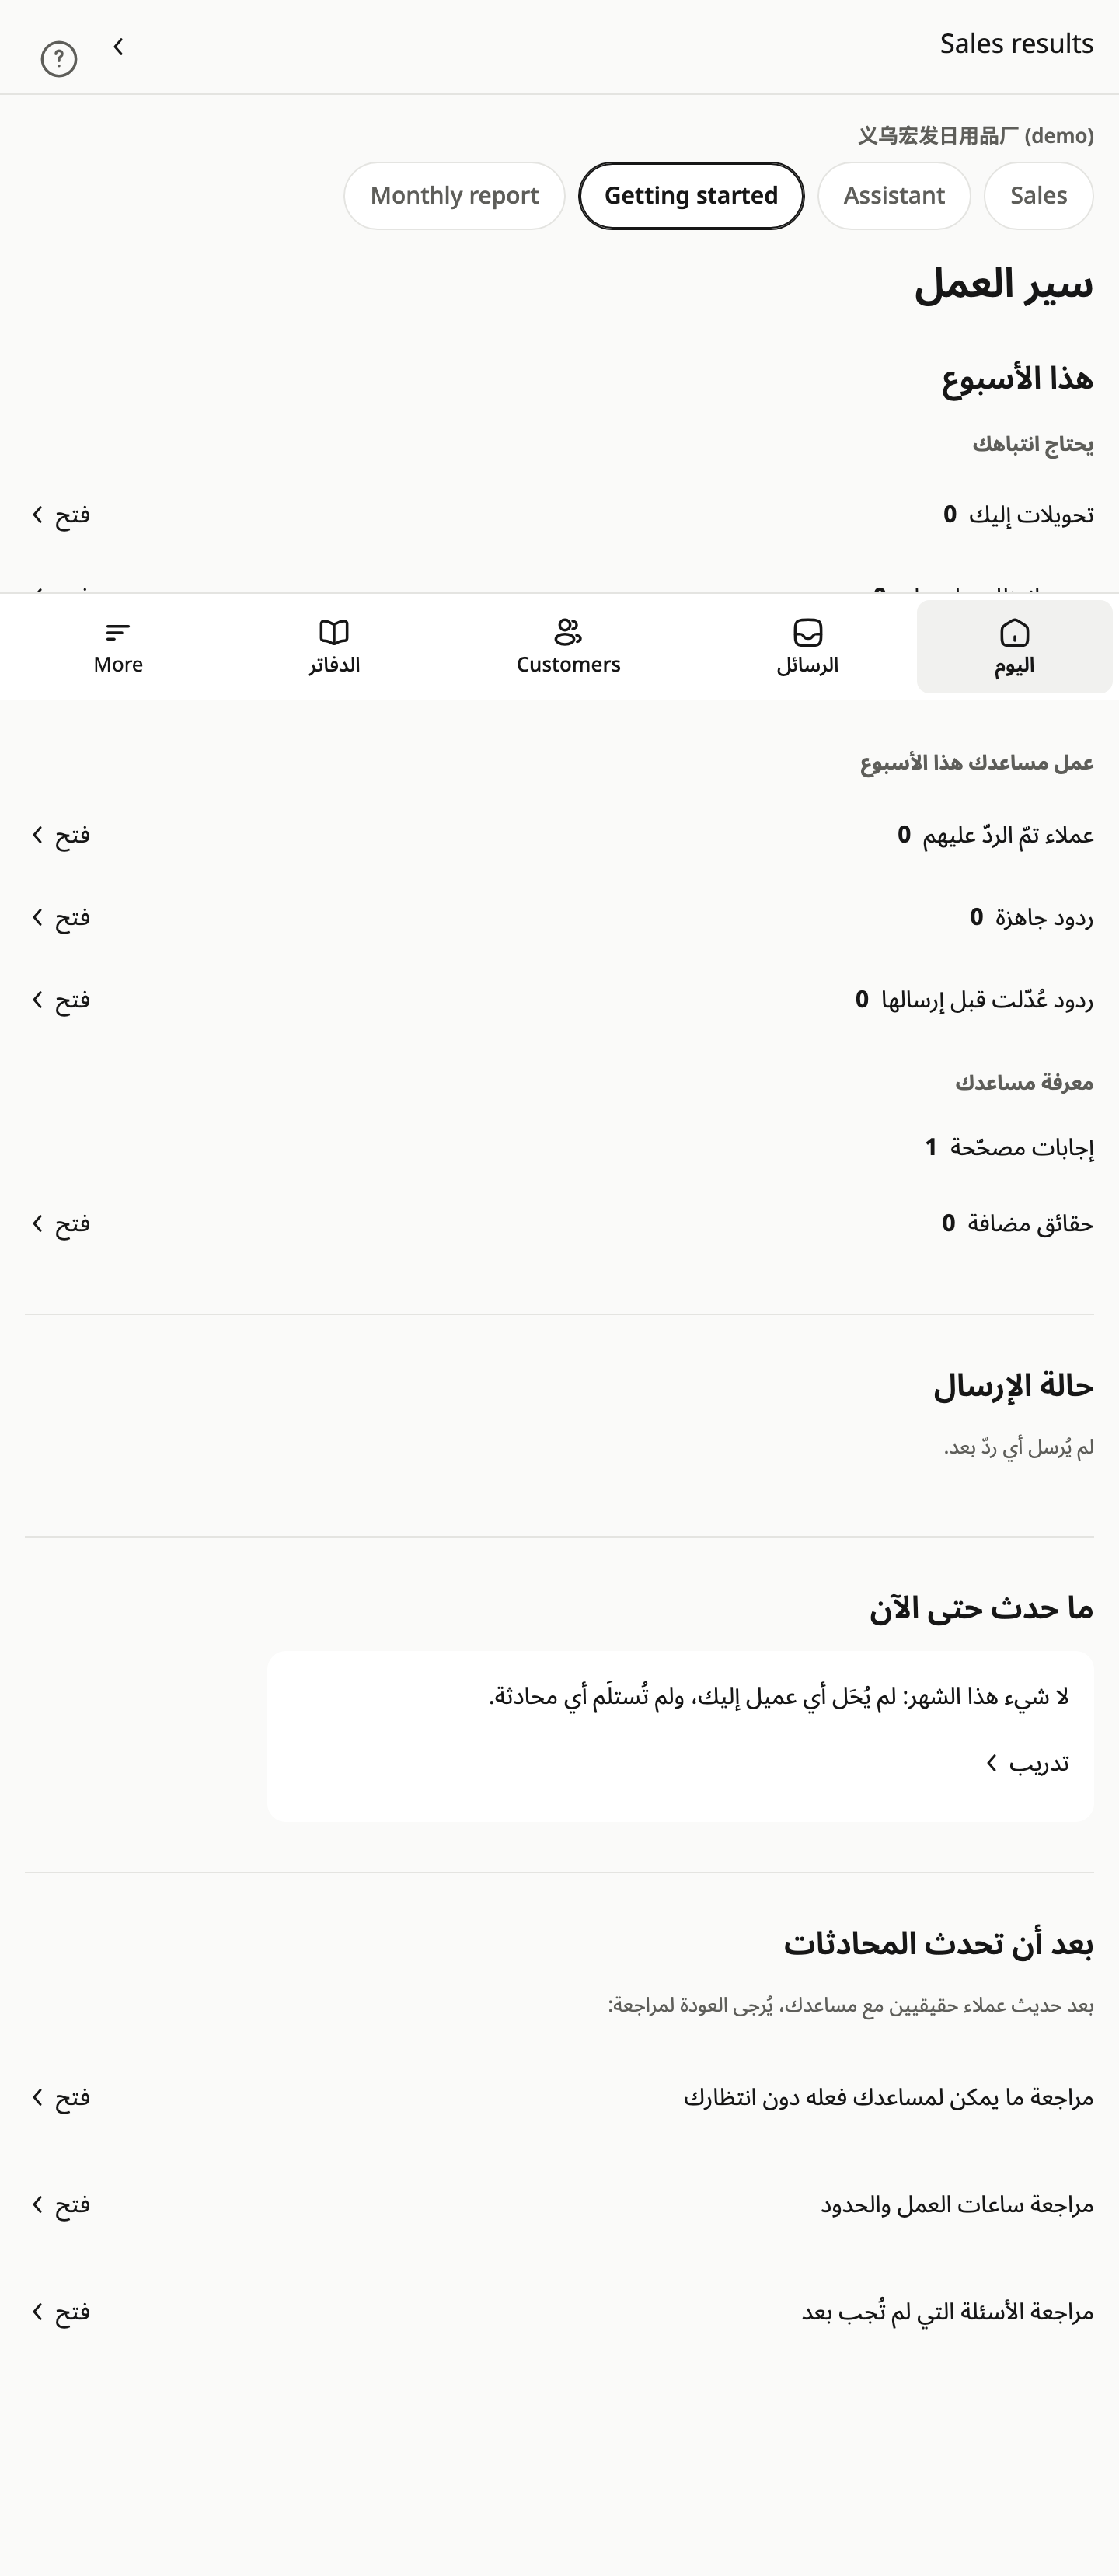 Sales results
义乌宏发日用品厂 (demo)
Sales
Assistant
Getting started
Monthly report
سير العمل
هذا الأسبوع
يحتاج انتباهك
تحويلات إليك 0
فتح
اليوم
الرسائل
Customers
الدفاتر
More
عمل مساعدك هذا الأسبوع
عملاء تمّ الردّ عليهم 0
فتح
ردود جاهزة 0
فتح
ردود عُدّلت قبل إرسالها 0
فتح
معرفة مساعدك
إجابات مصحّحة 1
حقائق مضافة 0
فتح
حالة الإرسال
لم يُرسل أي ردّ بعد.
ما حدث حتى الآن
لا شيء هذا الشهر: لم يُحَل أي عميل إليك، ولم تُستلَم أي محادثة.
تدريب
بعد أن تحدث المحادثات
بعد حديث عملاء حقيقيين مع مساعدك، يُرجى العودة لمراجعة:
مراجعة ما يمكن لمساعدك فعله دون انتظارك
فتح
مراجعة ساعات العمل والحدود
فتح
مراجعة الأسئلة التي لم تُجب بعد
فتح